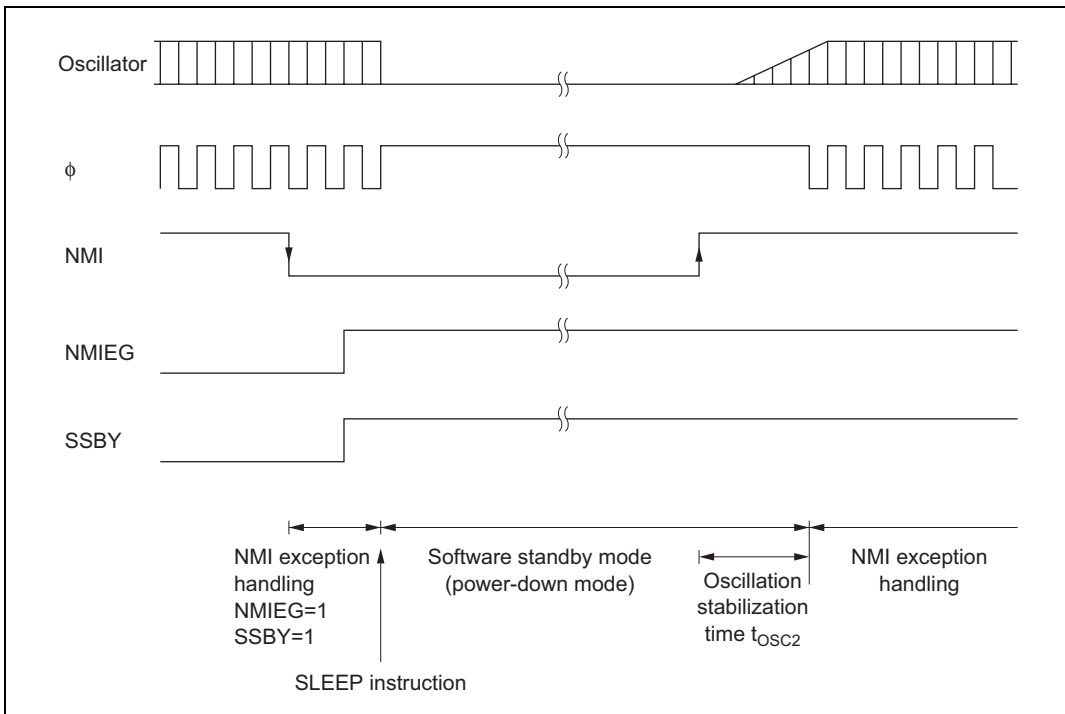 Oscillator
ϕ
NMI
NMIEG
SSBY
NMI exception
handling
NMIEG=1
SSBY=1
Software standby mode
(power-down mode)
Oscillation
stabilization
time tOSC2
NMI exception
handling
SLEEP instruction